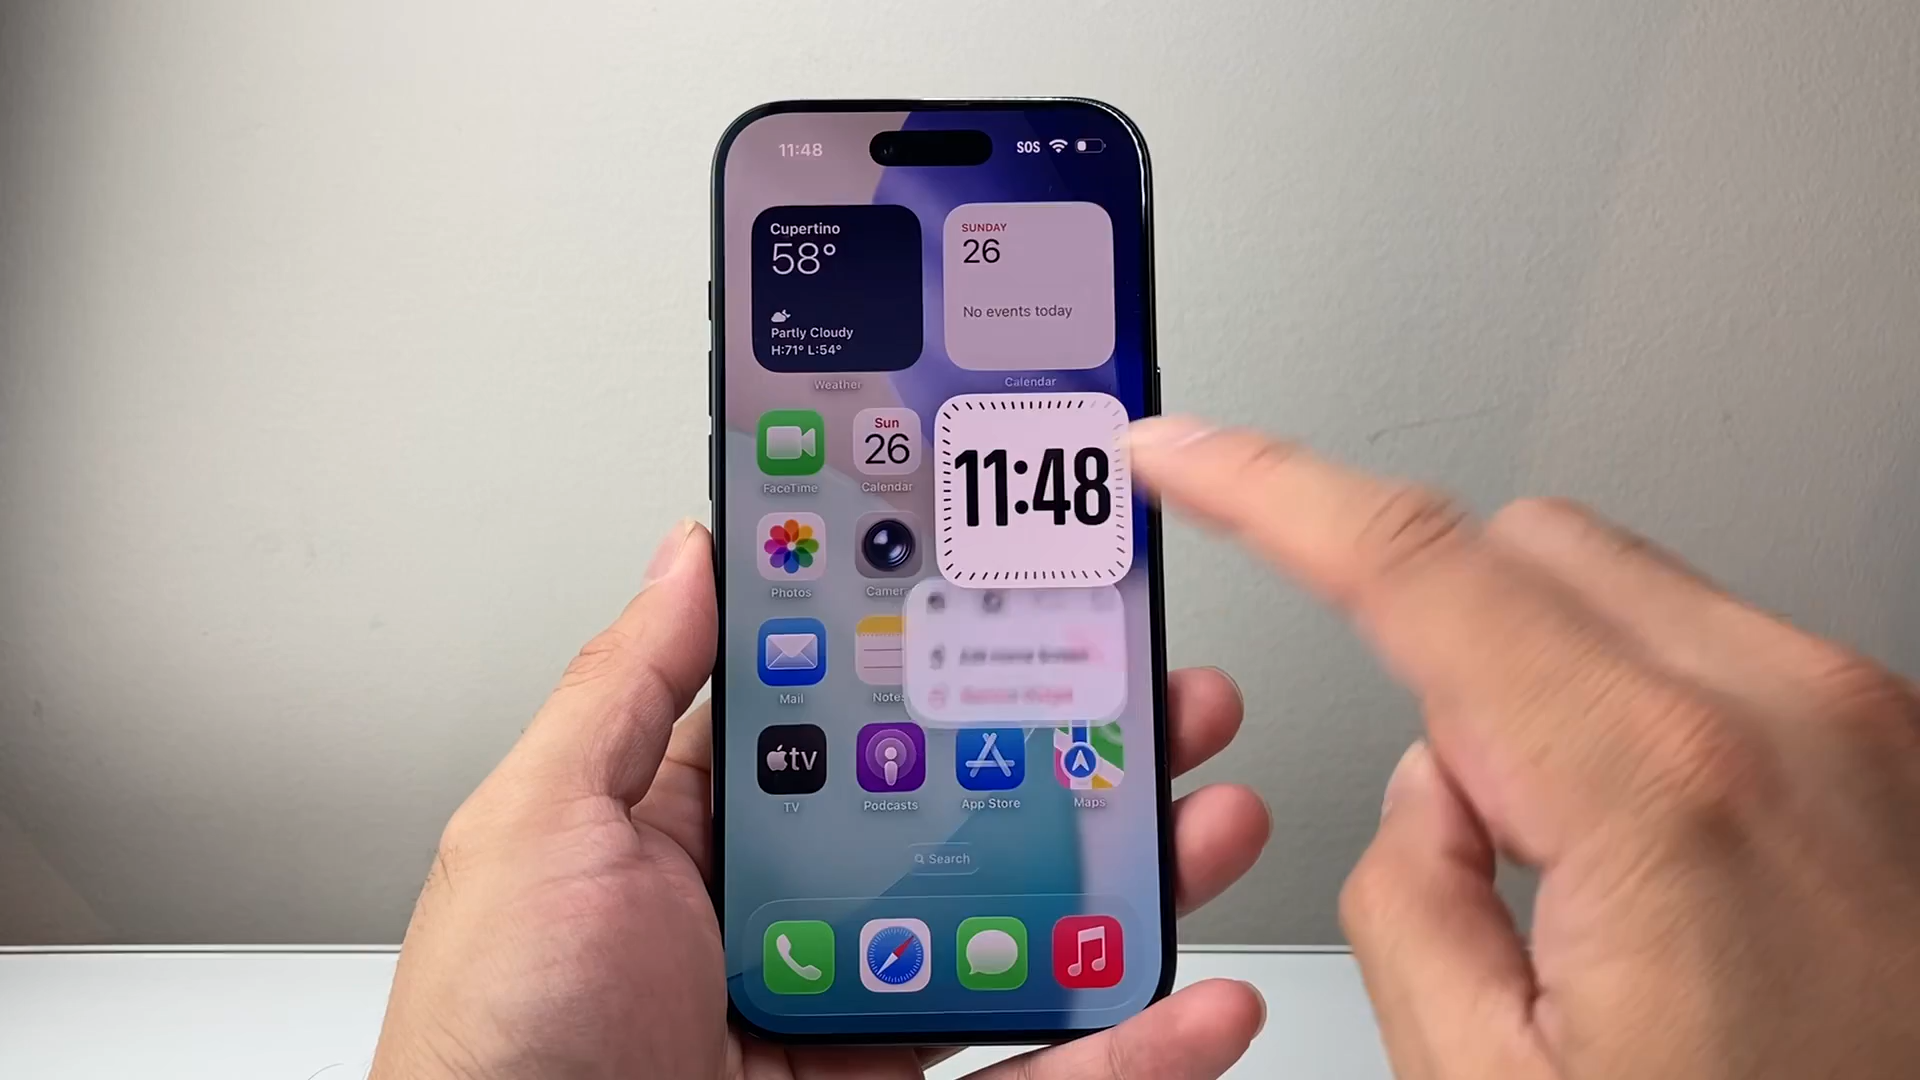 11:48
SOS
Cupertino
58°
Partly Cloudy
H:71° L:54°
Weather
SUNDAY
26
No events today
Calendar
FaceTime
Sun
26
Calendar
11:48
Photos
Mail
tv
TV
Podcasts
App Store
Maps
Search